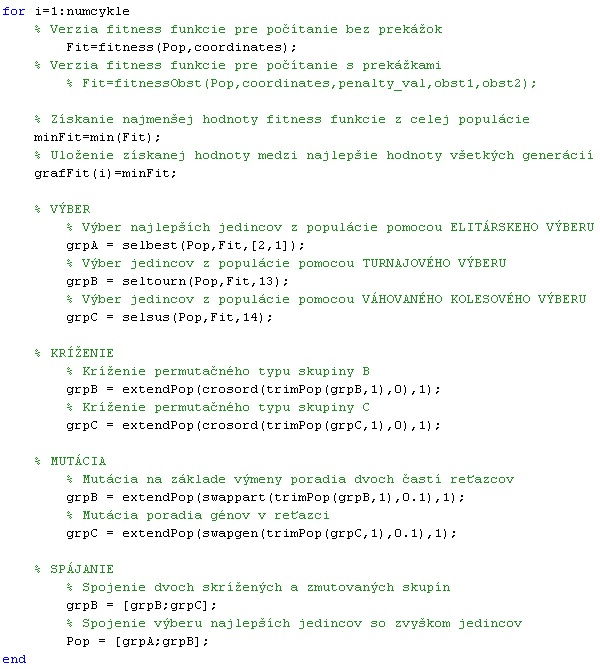 for i=1:numcykle
% Verzia fitness funkcie pre počítanie bez prekážok
Fit=fitness(Pop,coordinates);
% Verzia fitness funkcie pre počítanie s prekážkami
% Fit=fitnessObst(Pop,coordinates,penalty_val,obst1,obst2);
% Získanie najmenšej hodnoty fitness funkcie z celej populácie
minFit=min(Fit);
% Uloženie získanej hodnoty medzi najlepšie hodnoty všetkých generácií
grafFit(i)=minFit;
% VÝBER
% Výber najlepších jedincov z populácie pomocou ELITÁRSKEHO VÝBERU
grpA = selbest(Pop,Fit,[2,1]);
% Výber jedincov z populácie pomocou TURNAJOVÉHO VÝBERU
grpB = seltourn(Pop,Fit,13);
% Výber jedincov z populácie pomocou VÁHOVANÉHO KOLESOVÉHO VÝBERU
grpC = selsus(Pop,Fit,14);
% KRÍŽENIE
% Kríženie permutačného typu skupiny B
grpB = extendPop(crosord(trimPop(grpB,1),0),1);
% Kríženie permutačného typu skupiny C
grpC = extendPop(crosord(trimPop(grpC,1),0),1);
% MUTÁCIA
% Mutácia na základe výmeny poradia dvoch častí reťazcov
grpB = extendPop(swappart(trimPop(grpB,1),0.1),1);
% Mutácia poradia génov v reťazci
grpC = extendPop(swapgen(trimPop(grpC,1),0.1),1);
% SPÁJANIE
% Spojenie dvoch skrížených a zmutovaných skupín
grpB = [grpB;grpC];
% Spojenie výberu najlepších jedincov so zvyškom jedincov
Pop = [grpA;grpB];
end